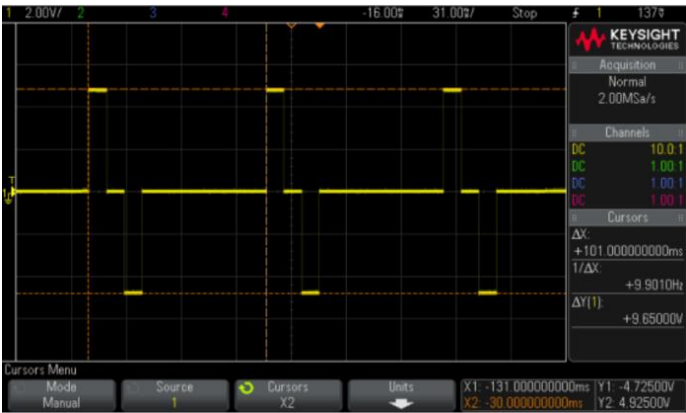 1 2.00V/ 2 3 4 -16.00s 31.00s/ Stop 1 137
KEYSIGHT
TECHNOLOGIES
Acquisition
Normal
2.00MSa/s
Channels
DC 10.0:1
DC 1.00:1
DC 1.00:1
DC 1.00:1
Cursors
ΔX:
+101.000000000ms
1/ΔX:
+9.9010Hz
ΔY(1):
+9.65000V
T
1
Cursors Menu
Mode Source Cursors Units
Manual 1 X2
X1: -131.000000000ms Y1: -4.72500V
X2: -30.000000000ms Y2: 4.92500V